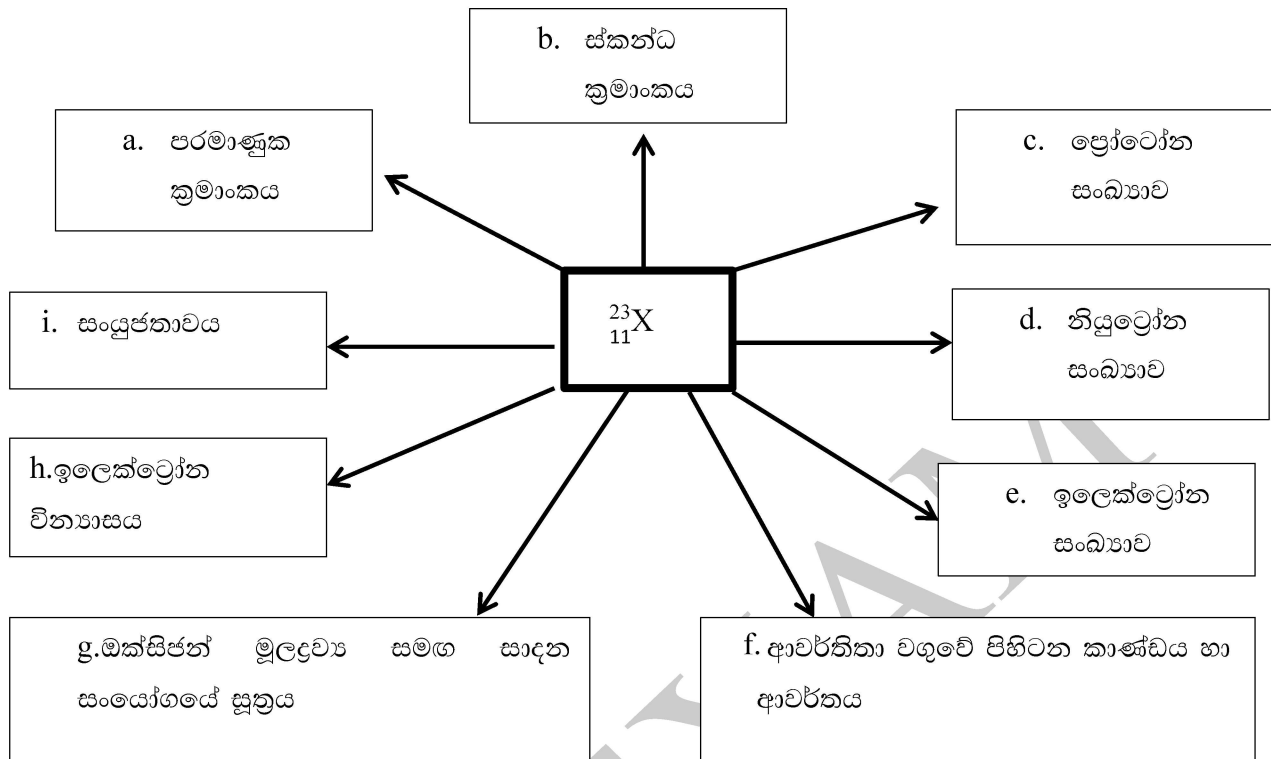 b. ස්කන්ධ
ක්‍රමාංකය
a. පරමාණුක
ක්‍රමාංකය
c. ප්‍රෝටෝන
සංඛ්‍යාව
23
11X
i. සංයුජතාවය
d. නියුට්‍රෝන
සංඛ්‍යාව
h.ඉලෙක්ට්‍රෝන
වින්‍යාසය
e. ඉලෙක්ට්‍රෝන
සංඛ්‍යාව
g.ඔක්සිජන් මූලද්‍රව්‍ය සමඟ සාදන
සංයෝගයේ සූත්‍රය
f. ආවර්තිතා වගුවේ පිහිටන කාණ්ඩය හා
ආවර්තය